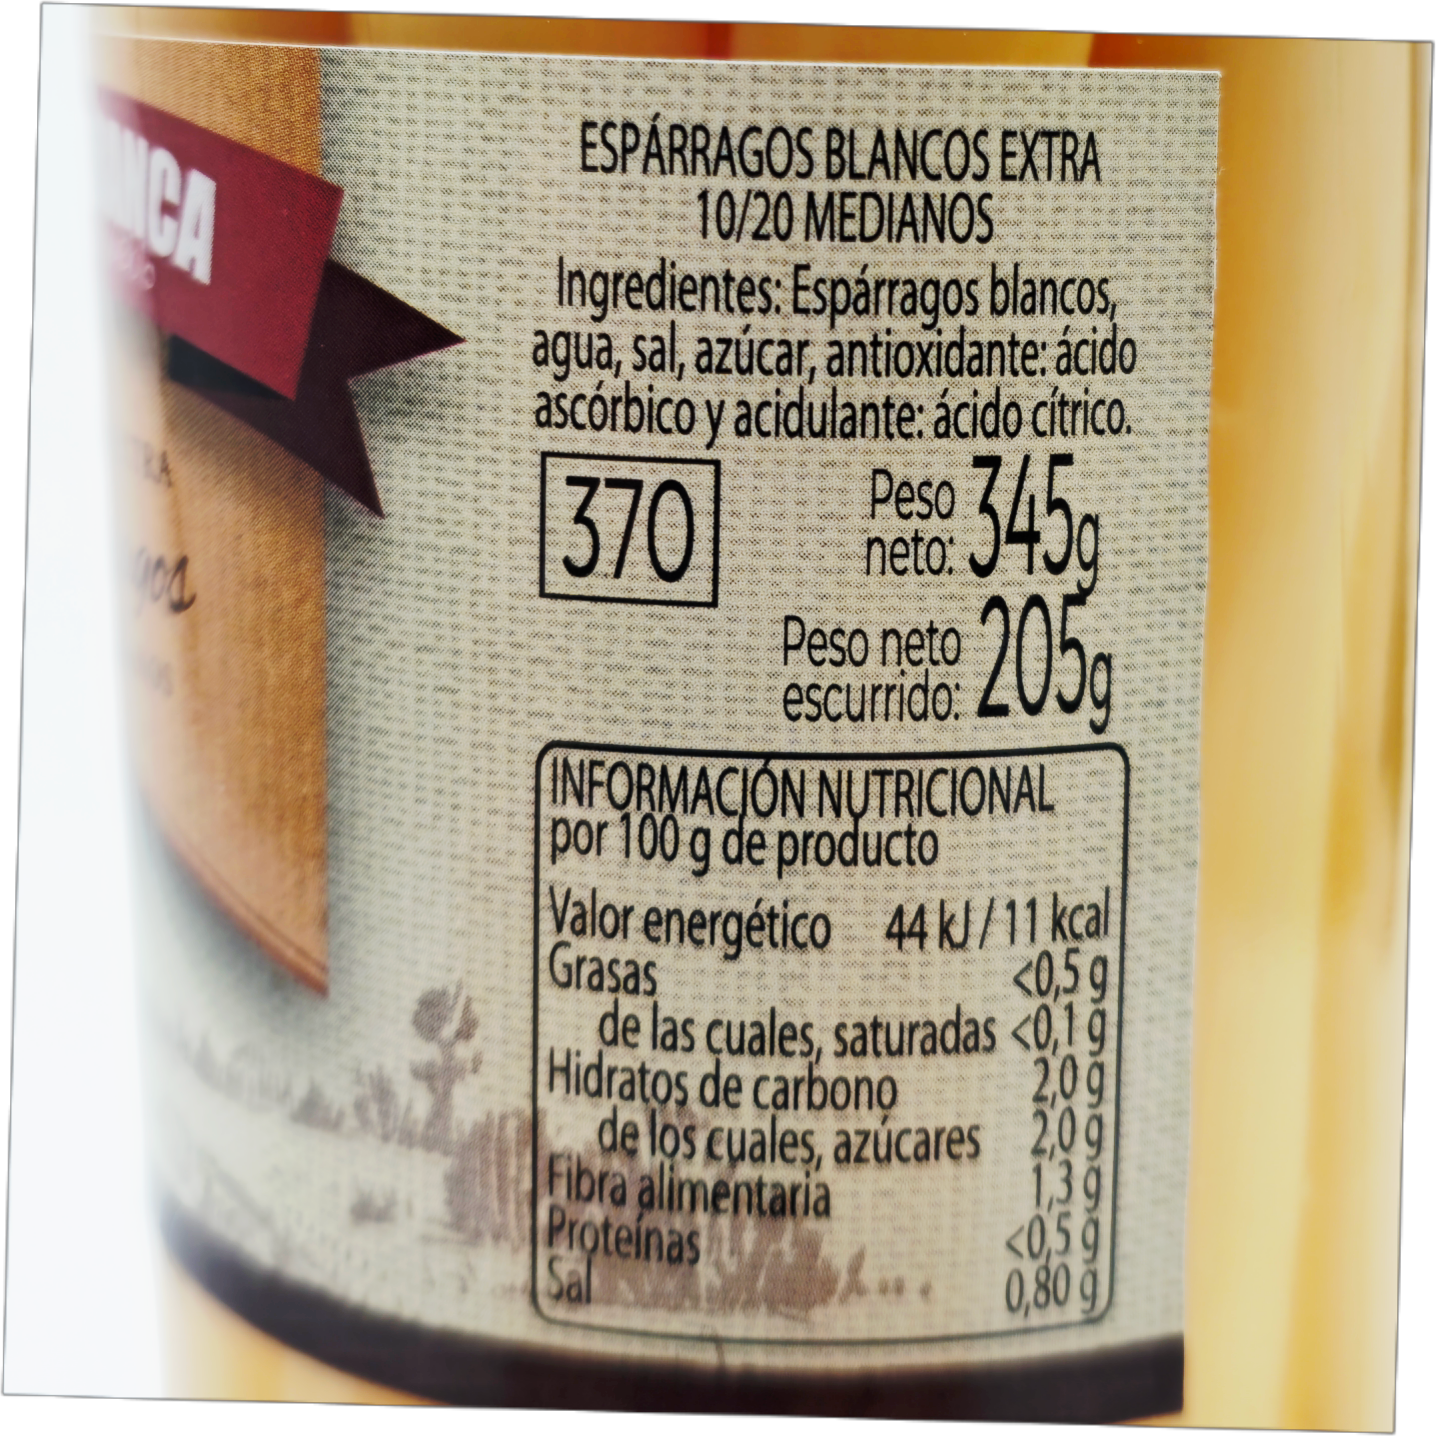 ESPÁRRAGOS BLANCOS EXTRA
10/20 MEDIANOS
Ingredientes: Espárragos blancos,
agua, sal, azúcar, antioxidante: ácido
ascórbico y acidulante: ácido cítrico.
370
Peso neto: 345g
Peso neto escurrido: 205g
INFORMACIÓN NUTRICIONAL
por 100 g de producto
Valor energético 44 kJ / 11 kcal
Grasas <0,5 g
de las cuales, saturadas <0,1 g
Hidratos de carbono 2,0 g
de los cuales, azúcares 2,0 g
Fibra alimentaria 1,3 g
Proteínas <0,5 g
Sal 0,80 g